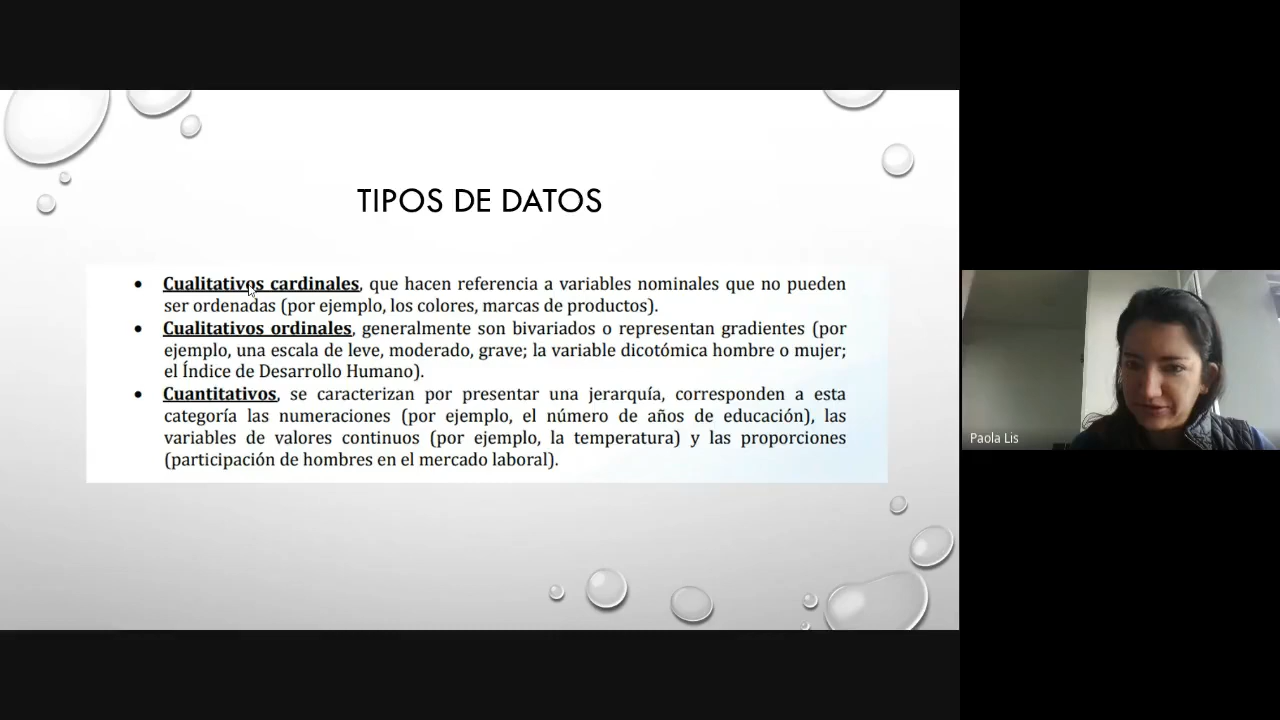 TIPOS DE DATOS
• Cualitativos cardinales, que hacen referencia a variables nominales que no pueden
ser ordenadas (por ejemplo, los colores, marcas de productos).
• Cualitativos ordinales, generalmente son bivariados o representan gradientes (por
ejemplo, una escala de leve, moderado, grave; la variable dicotómica hombre o mujer;
el Índice de Desarrollo Humano).
• Cuantitativos, se caracterizan por presentar una jerarquía, corresponden a esta
categoría las numeraciones (por ejemplo, el número de años de educación), las
variables de valores continuos (por ejemplo, la temperatura) y las proporciones
(participación de hombres en el mercado laboral).
Paola Lis